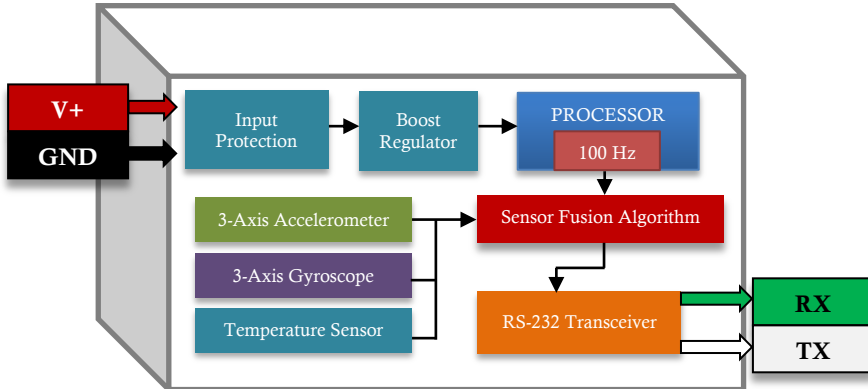 V+
GND
Input
Protection
Boost
Regulator
PROCESSOR
100 Hz
3-Axis Accelerometer
Sensor Fusion Algorithm
3-Axis Gyroscope
Temperature Sensor
RS-232 Transceiver
RX
TX